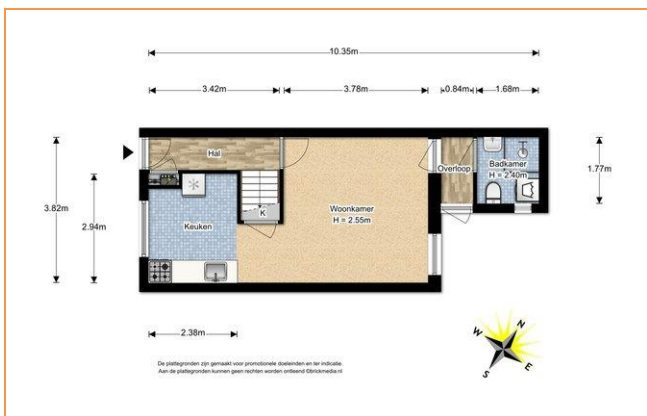 10.35m
3.42m
3.78m
0.84m
1.68m
Hal
Overloop
Badkamer
H = 2.40m
1.77m
3.82m
2.94m
K
Woonkamer
H = 2.55m
Keuken
2.38m
N
W
E
S
De plattegronden zijn gemaakt voor promotionele doeleinden en ter indicatie.
Aan de plattegronden kunnen geen rechten worden ontleend ©brickmedia.nl